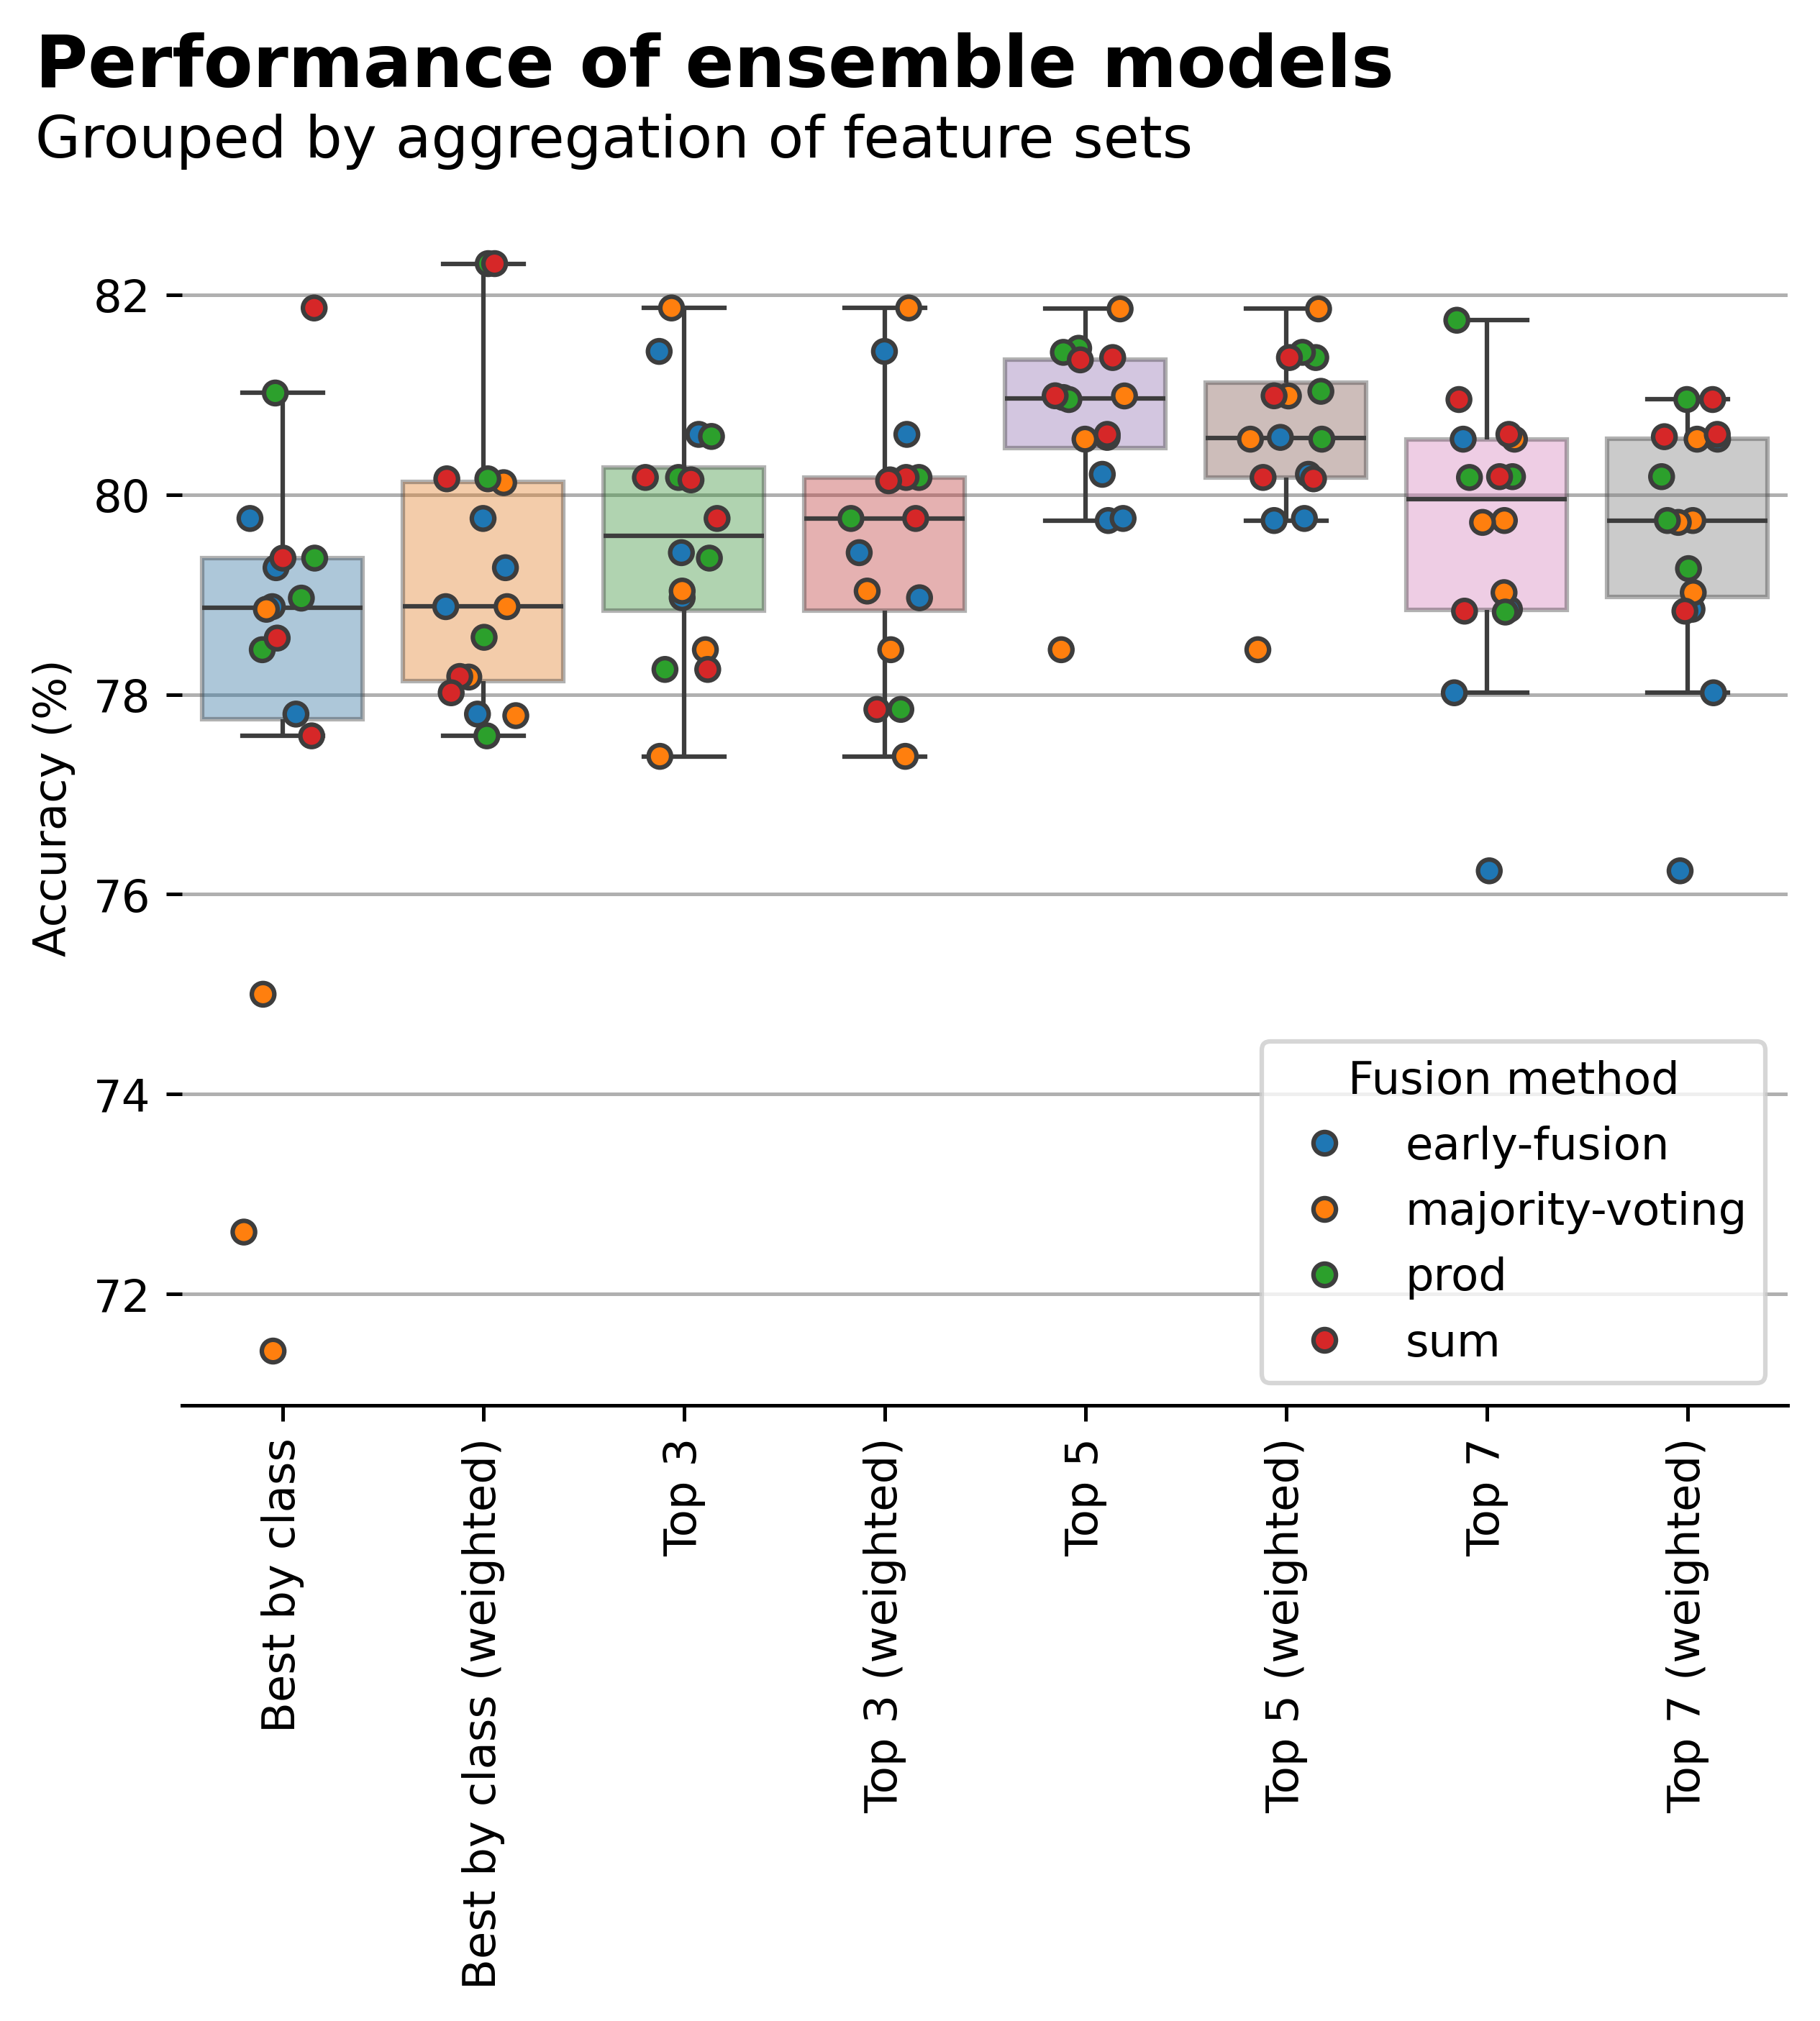 Performance of ensemble models
Grouped by aggregation of feature sets
Accuracy (%)
82
80
78
76
74
72
Fusion method
early-fusion
majority-voting
prod
sum
Best by class
Best by class (weighted)
Top 3
Top 3 (weighted)
Top 5
Top 5 (weighted)
Top 7
Top 7 (weighted)